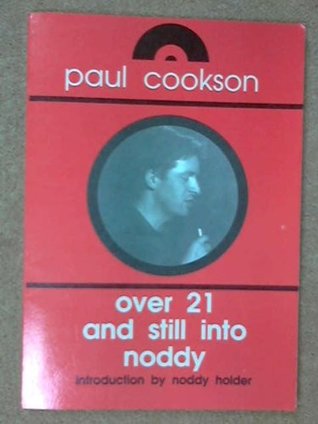 paul cookson
over 21
and still into
noddy
introduction by noddy holder